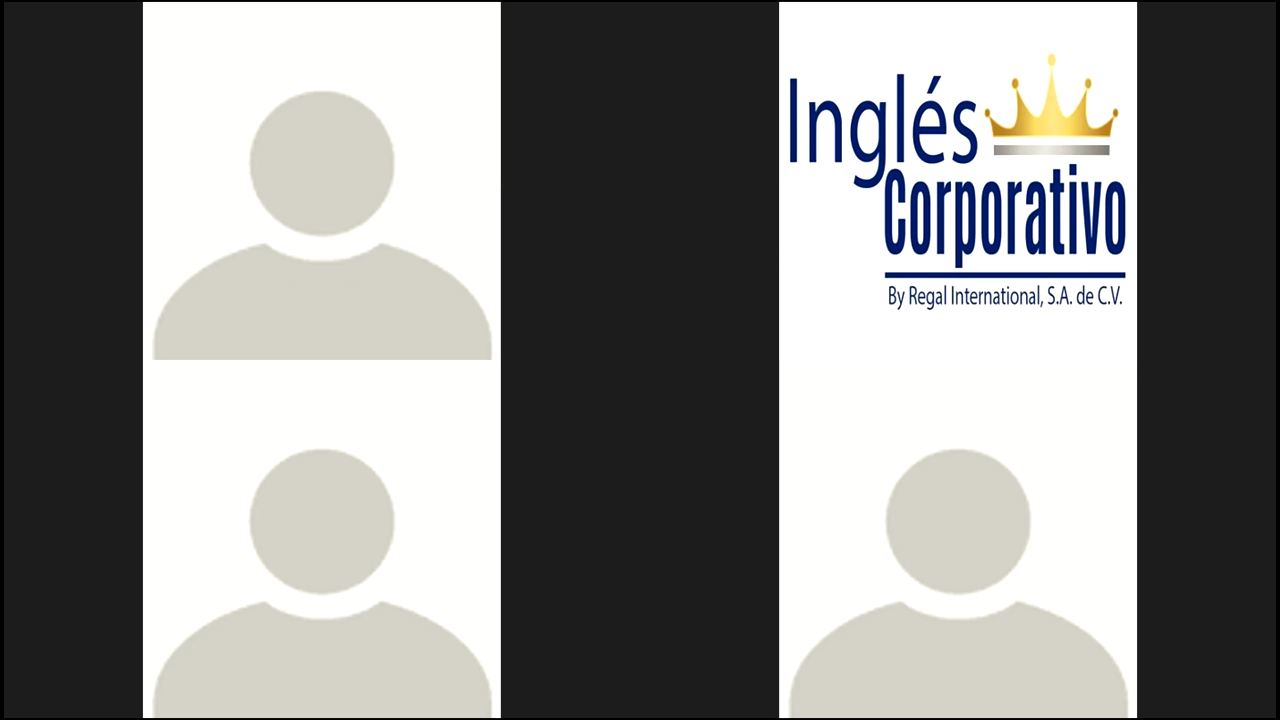 Inglés
Corporativo
By Regal International, S.A. de C.V.